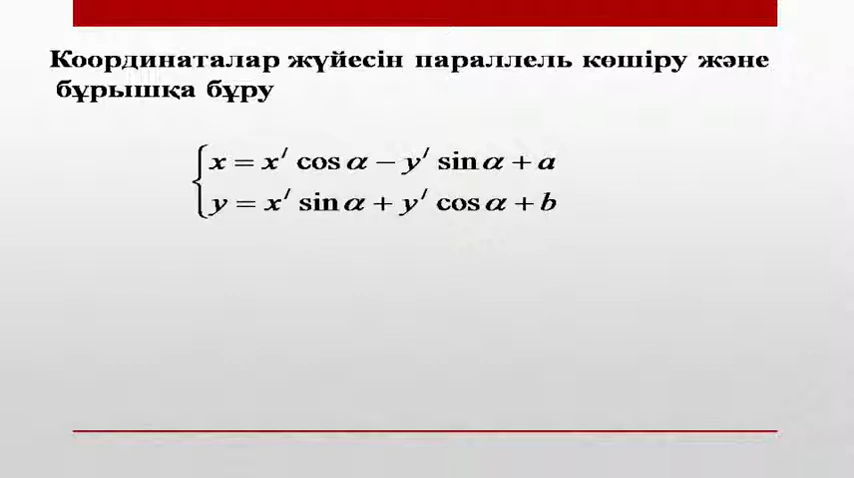 Координаталар жүйесін параллель көшіру және
бұрышқа бұру
x = x′ cos α − y′ sin α + a
y = x′ sin α + y′ cos α + b